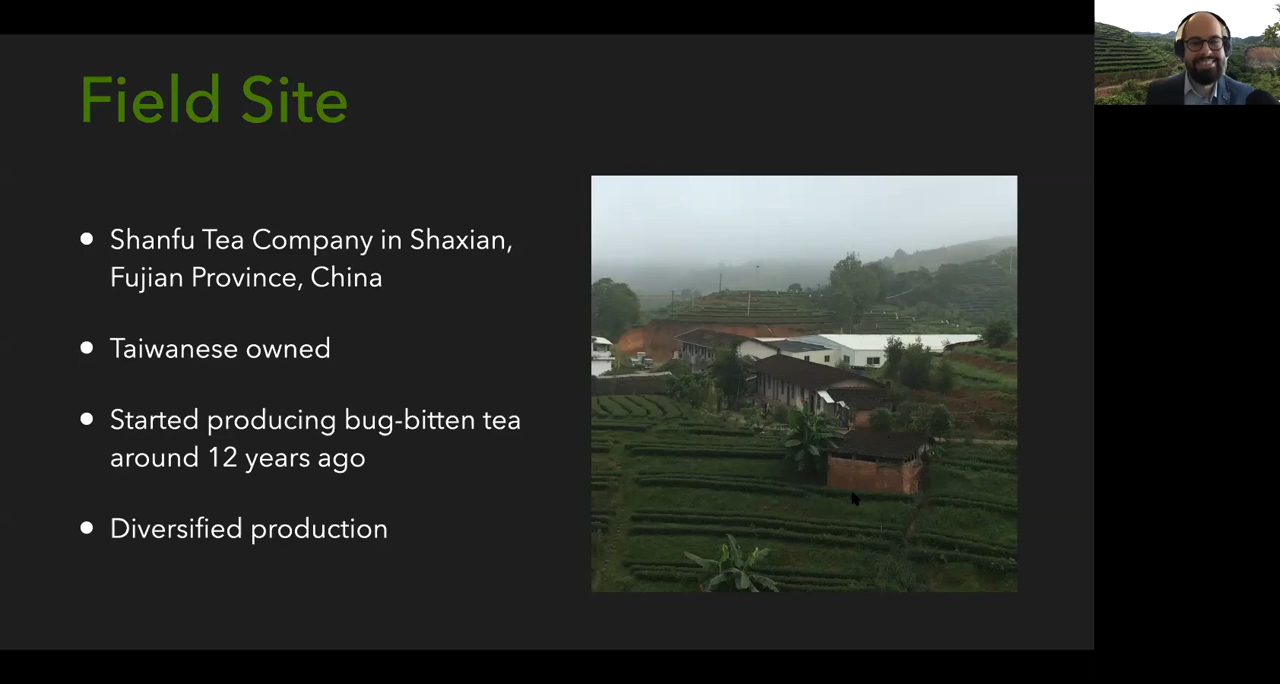 Field Site
Shanfu Tea Company in Shaxian,
Fujian Province, China
Taiwanese owned
Started producing bug-bitten tea
around 12 years ago
Diversified production